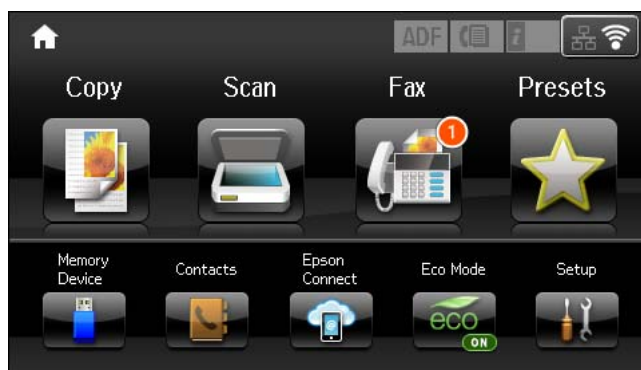 ADF i
Copy Scan Fax Presets
1
Memory Device Contacts Epson Connect Eco Mode Setup
eco
ON